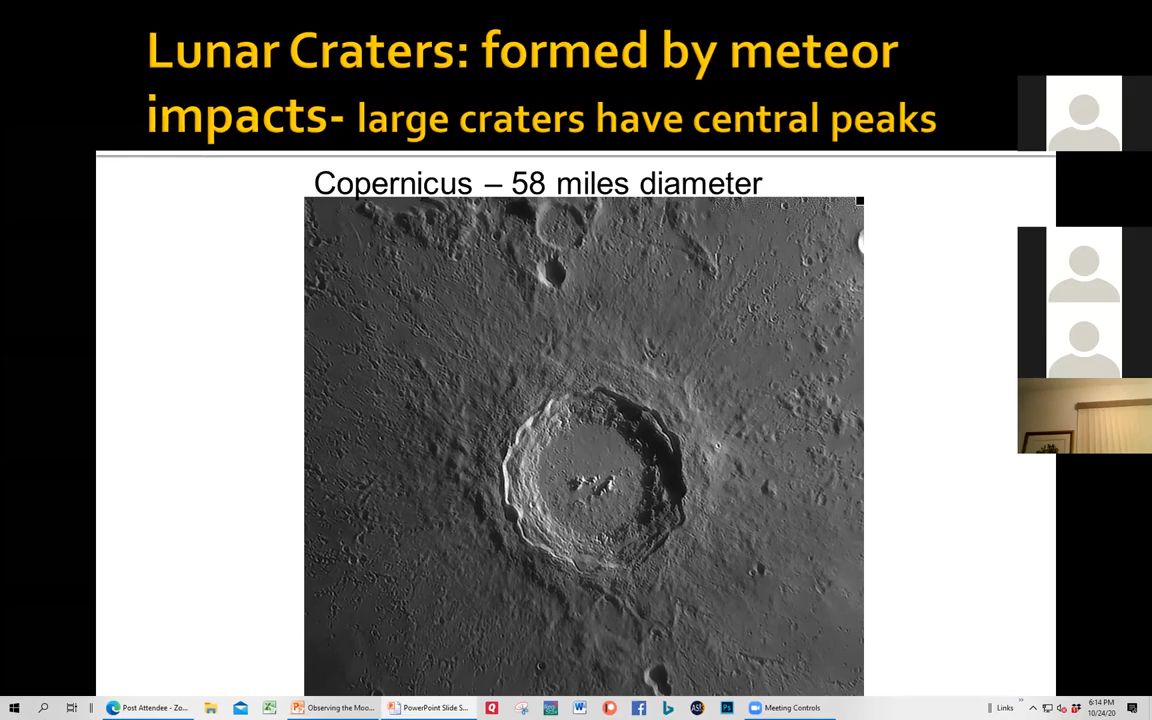 Lunar Craters: formed by meteor
impacts- large craters have central peaks
Copernicus – 58 miles diameter
Post Attendee - Zo...
Observing the Moo...
PowerPoint Slide S...
Meeting Controls
Links
6:14 PM
10/24/20